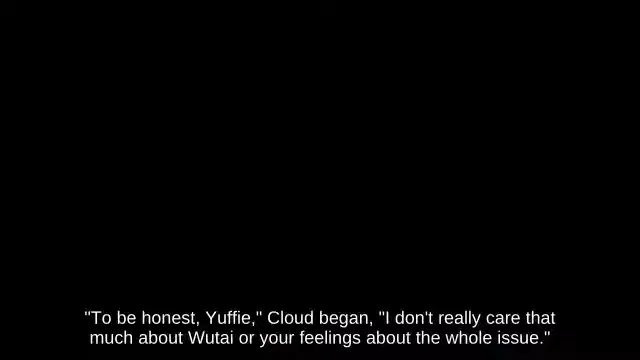 "To be honest, Yuffie," Cloud began, "I don't really care that
much about Wutai or your feelings about the whole issue."